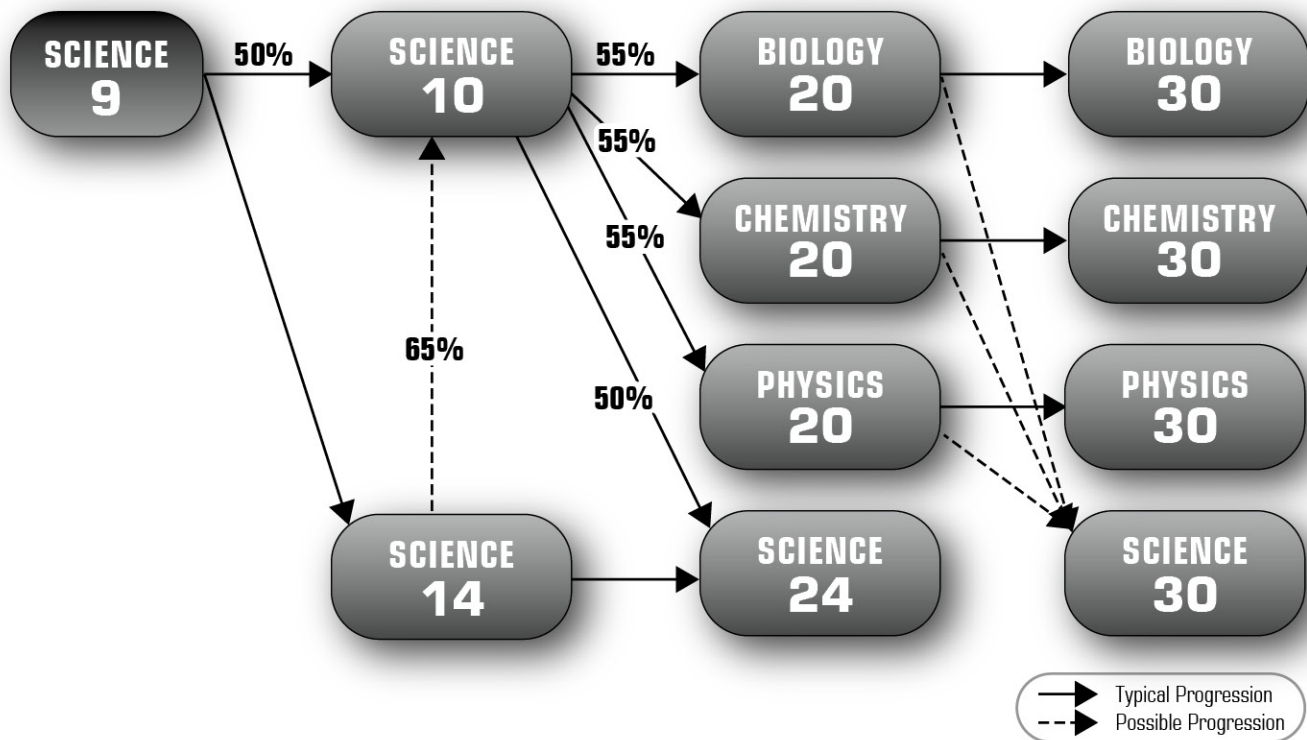 SCIENCE
9
50%
SCIENCE
10
55%
BIOLOGY
20
BIOLOGY
30
55%
CHEMISTRY
20
CHEMISTRY
30
55%
65%
PHYSICS
20
PHYSICS
30
50%
SCIENCE
14
SCIENCE
24
SCIENCE
30
Typical Progression
Possible Progression